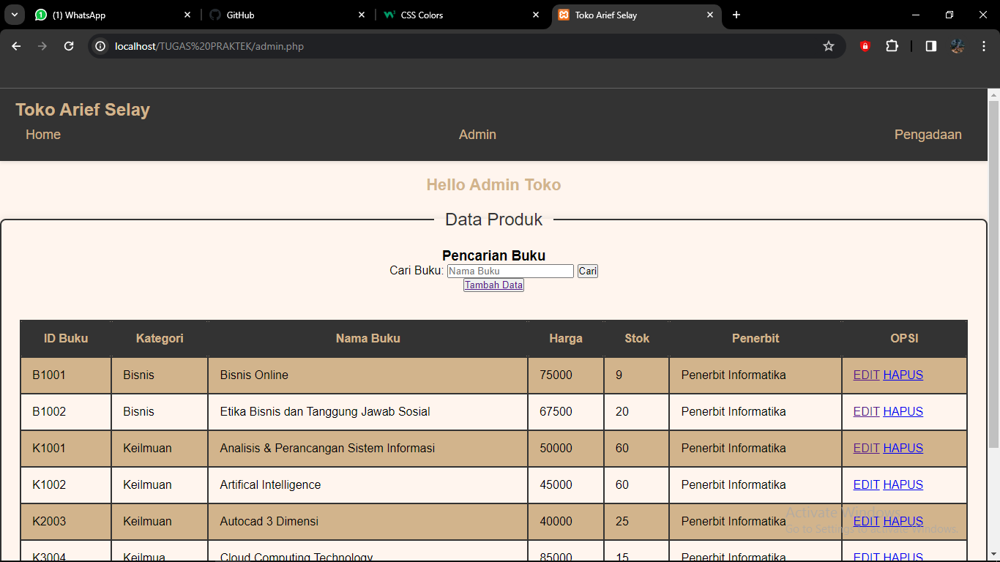 (1) WhatsApp GitHub CSS Colors Toko Arief Selay
localhost/TUGAS%20PRAKTEK/admin.php
Toko Arief Selay
Home Admin Pengadaan
Hello Admin Toko
Data Produk
Pencarian Buku
Cari Buku: Nama Buku Cari
Tambah Data
ID Buku Kategori Nama Buku Harga Stok Penerbit OPSI
B1001 Bisnis Bisnis Online 75000 9 Penerbit Informatika EDIT HAPUS
B1002 Bisnis Etika Bisnis dan Tanggung Jawab Sosial 67500 20 Penerbit Informatika EDIT HAPUS
K1001 Keilmuan Analisis & Perancangan Sistem Informasi 50000 60 Penerbit Informatika EDIT HAPUS
K1002 Keilmuan Artifical Intelligence 45000 60 Penerbit Informatika EDIT HAPUS
Activate Windows
K2003 Keilmuan Autocad 3 Dimensi 40000 25 Penerbit Informatika EDIT HAPUS
Go to Settings to activate Windows.
K3004 Keilmua Cloud Computing Technology 85000 15 Penerbit Informatika EDIT HAPUS